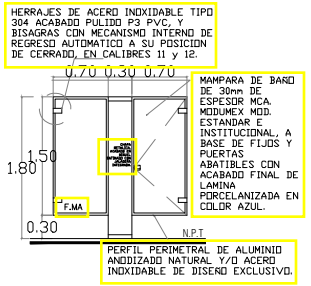 HERRAJES DE ACERO INOXIDABLE TIPO
304 ACABADO PULIDO P3 PVC, Y
BISAGRAS CON MECANISMO INTERNO DE
REGRESO AUTOMATICO A SU POSICION
DE CERRADO, EN CALIBRES 11 y 12.
0.70 0.30 0.70
MAMPARA DE BAÑO
DE 30mm DE
ESPESOR MCA.
MODUMEX MOD.
ESTANDAR E
INSTITUCIONAL, A
BASE DE FIJOS Y
PUERTAS
ABATIBLES CON
ACABADO FINAL DE
LAMINA
PORCELANIZADA EN
COLOR AZUL.
1.50
1.80
F.MA
0.30
N.P.T
PERFIL PERIMETRAL DE ALUMINIO
ANODIZADO NATURAL Y/O ACERO
INOXIDABLE DE DISEÑO EXCLUSIVO.